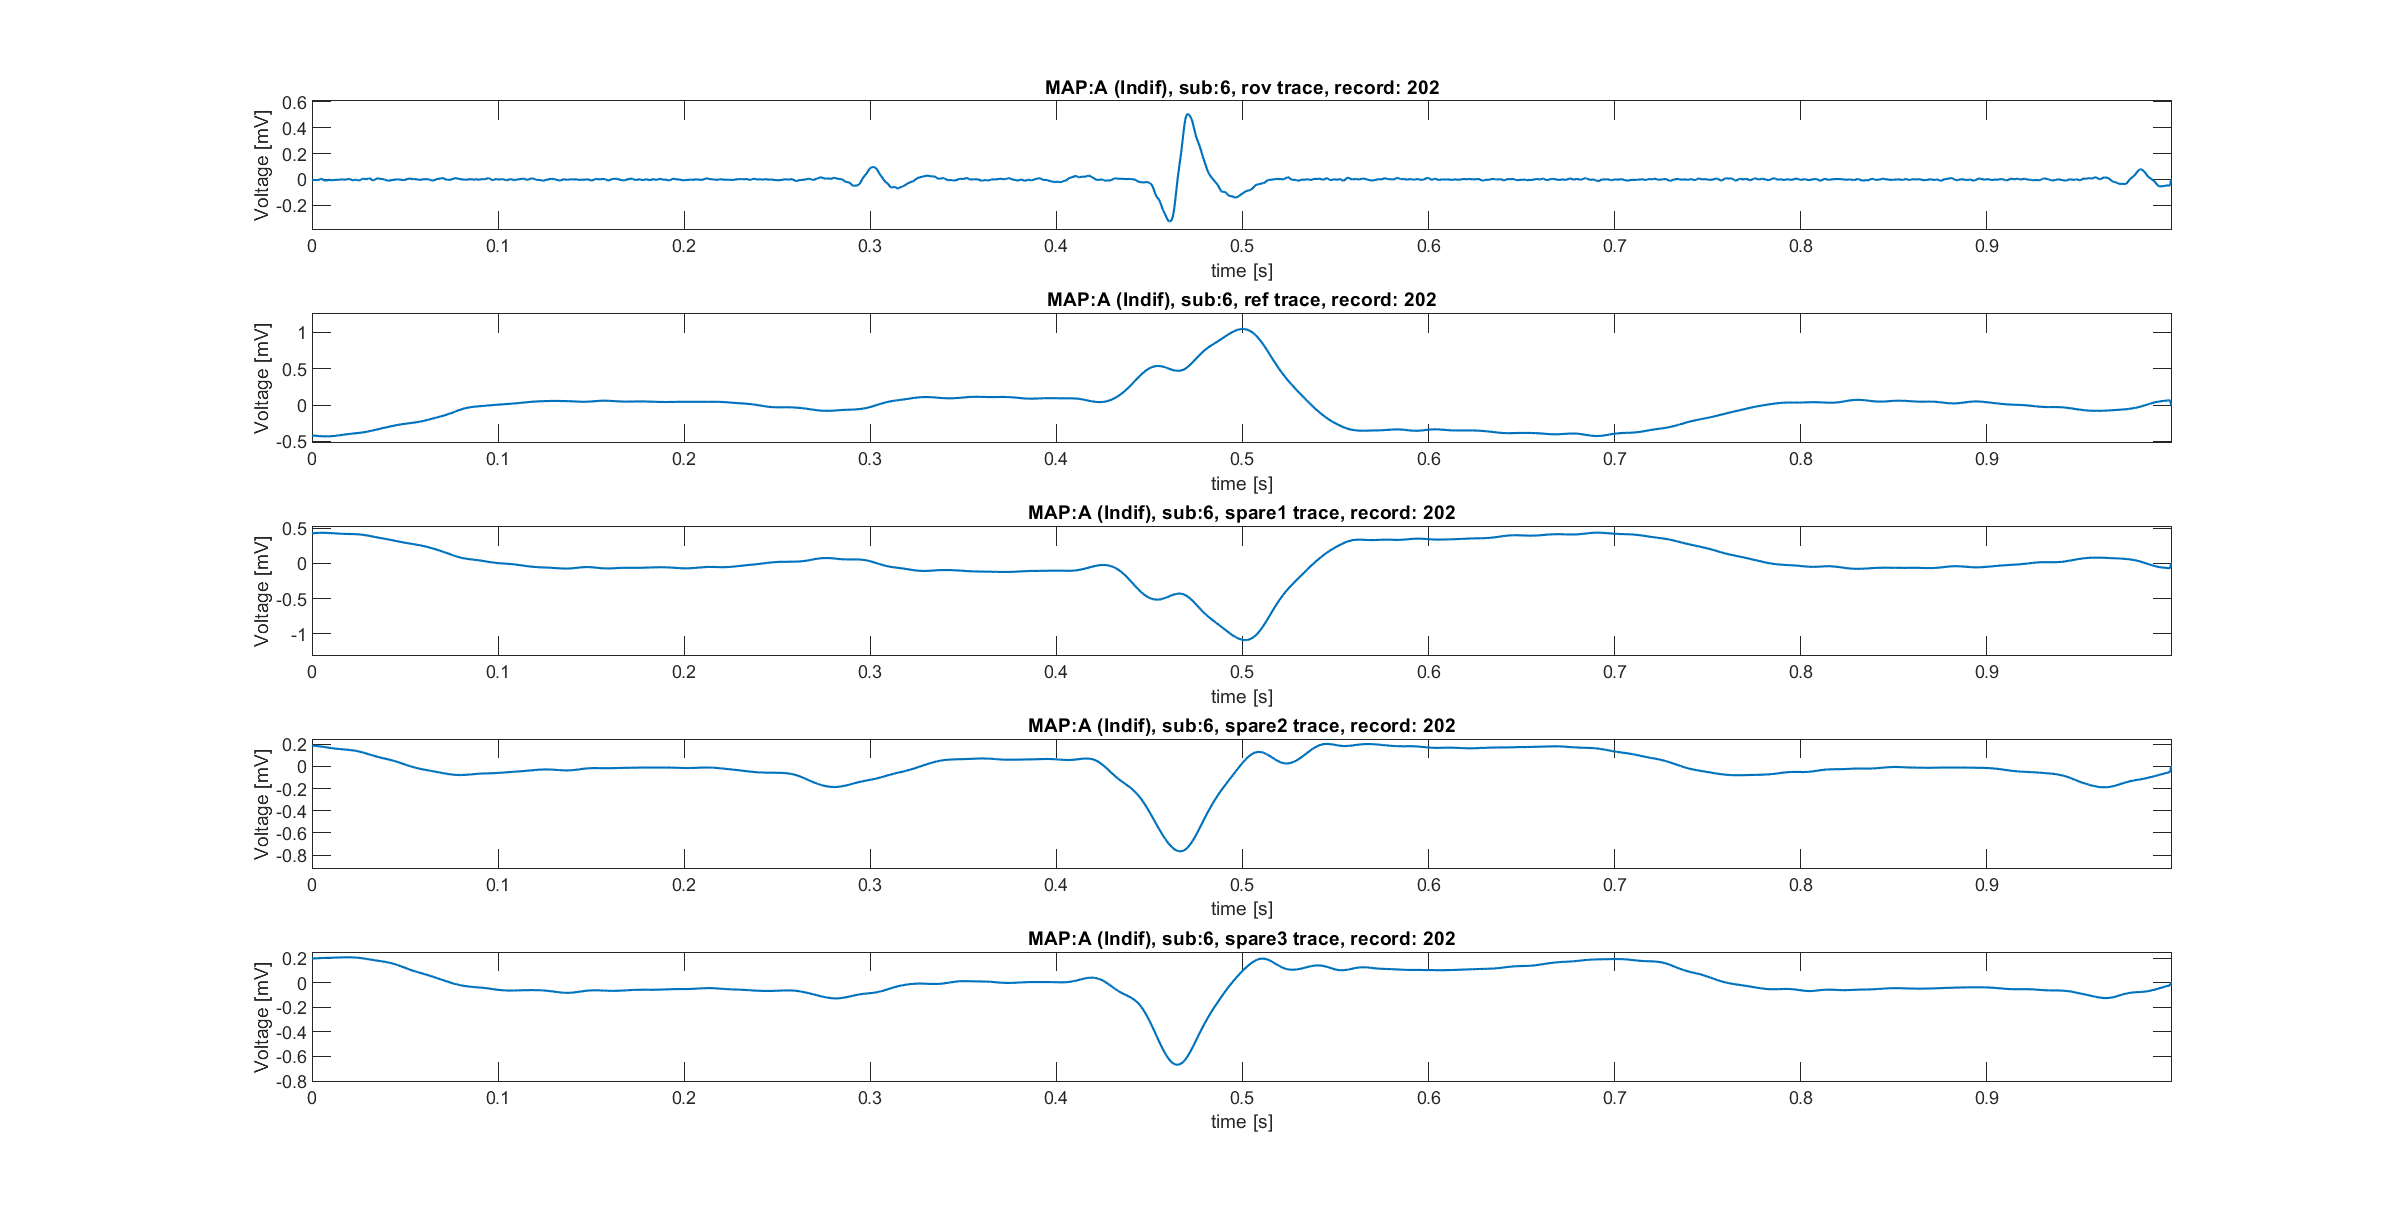 MAP:A (Indif), sub:6, rov trace, record: 202
Voltage [mV]
0.6
0.4
0.2
0
-0.2
0 0.1 0.2 0.3 0.4 0.5 0.6 0.7 0.8 0.9
time [s]
MAP:A (Indif), sub:6, ref trace, record: 202
Voltage [mV]
1
0.5
0
-0.5
0 0.1 0.2 0.3 0.4 0.5 0.6 0.7 0.8 0.9
time [s]
MAP:A (Indif), sub:6, spare1 trace, record: 202
Voltage [mV]
0.5
0
-0.5
-1
0 0.1 0.2 0.3 0.4 0.5 0.6 0.7 0.8 0.9
time [s]
MAP:A (Indif), sub:6, spare2 trace, record: 202
Voltage [mV]
0.2
0
-0.2
-0.4
-0.6
-0.8
0 0.1 0.2 0.3 0.4 0.5 0.6 0.7 0.8 0.9
time [s]
MAP:A (Indif), sub:6, spare3 trace, record: 202
Voltage [mV]
0.2
0
-0.2
-0.4
-0.6
-0.8
0 0.1 0.2 0.3 0.4 0.5 0.6 0.7 0.8 0.9
time [s]